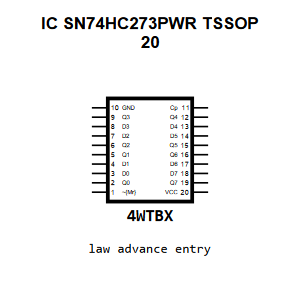 IC SN74HC273PWR TSSOP
20
10 GND Cp 11
9 Q3 Q4 12
8 D3 D4 13
7 D2 D5 14
6 Q2 Q5 15
5 Q1 Q6 16
4 D1 D6 17
3 D0 D7 18
2 Q0 Q7 19
1 ~(Mr) VCC 20
4WTBX
law advance entry